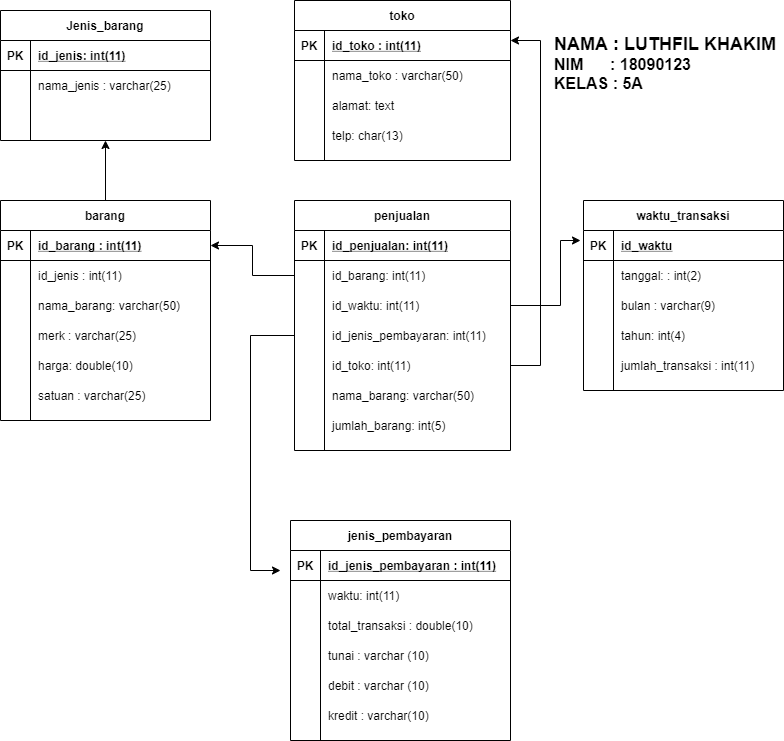 Jenis_barang
PK id_jenis: int(11)
nama_jenis : varchar(25)
toko
PK id_toko : int(11)
nama_toko : varchar(50)
alamat: text
telp: char(13)
NAMA : LUTHFIL KHAKIM
NIM : 18090123
KELAS : 5A
barang
PK id_barang : int(11)
id_jenis : int(11)
nama_barang: varchar(50)
merk : varchar(25)
harga: double(10)
satuan : varchar(25)
penjualan
PK id_penjualan: int(11)
id_barang: int(11)
id_waktu: int(11)
id_jenis_pembayaran: int(11)
id_toko: int(11)
nama_barang: varchar(50)
jumlah_barang: int(5)
waktu_transaksi
PK id_waktu
tanggal: : int(2)
bulan : varchar(9)
tahun: int(4)
jumlah_transaksi : int(11)
jenis_pembayaran
PK id_jenis_pembayaran : int(11)
waktu: int(11)
total_transaksi : double(10)
tunai : varchar (10)
debit : varchar (10)
kredit : varchar(10)